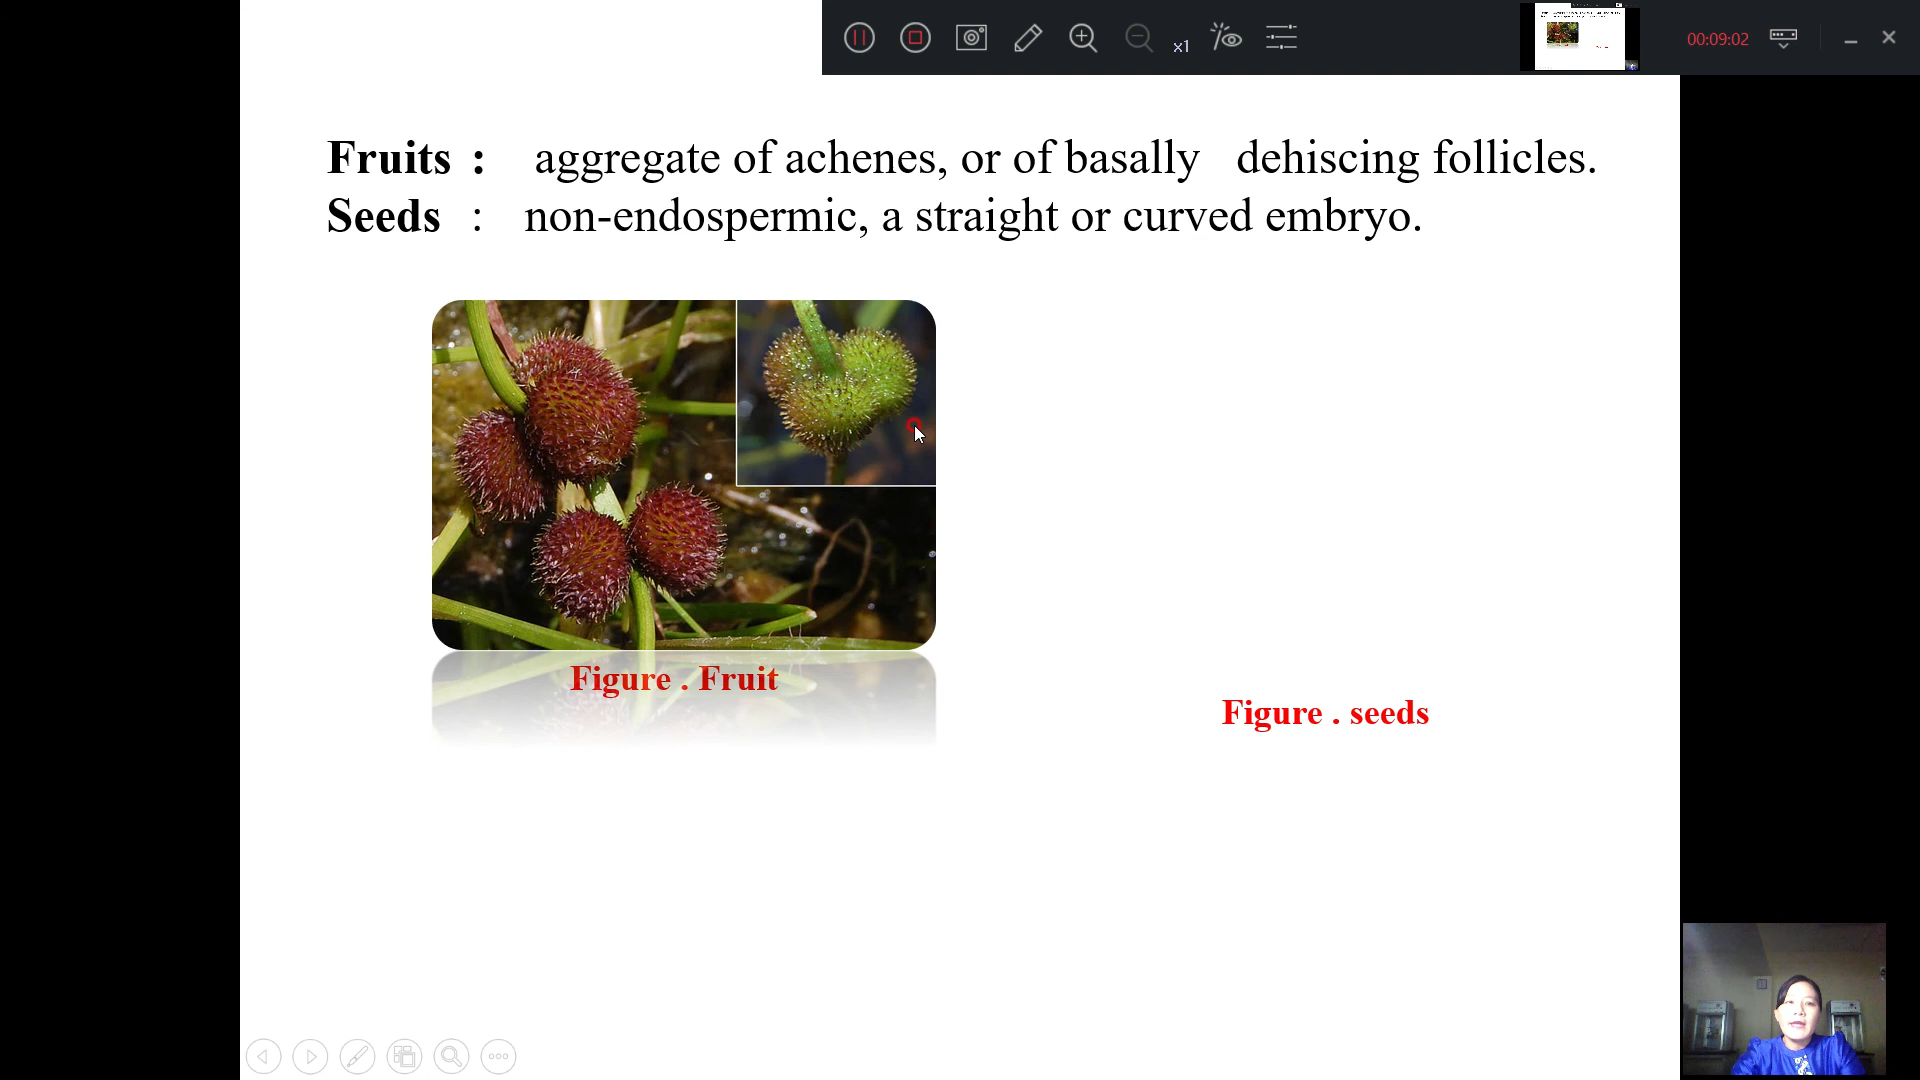 x1
00:09:02
Fruits : aggregate of achenes, or of basally dehiscing follicles.
Seeds : non-endospermic, a straight or curved embryo.
Figure . Fruit
Figure . seeds